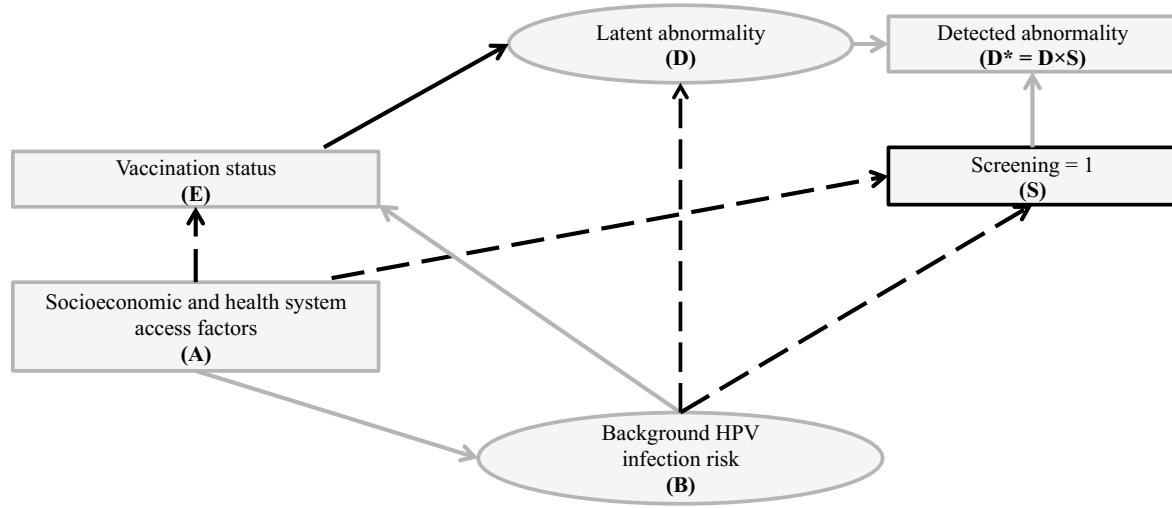 Latent abnormality
(D)
Detected abnormality
(D* = D×S)
Vaccination status
(E)
Screening = 1
(S)
Socioeconomic and health system
access factors
(A)
Background HPV
infection risk
(B)